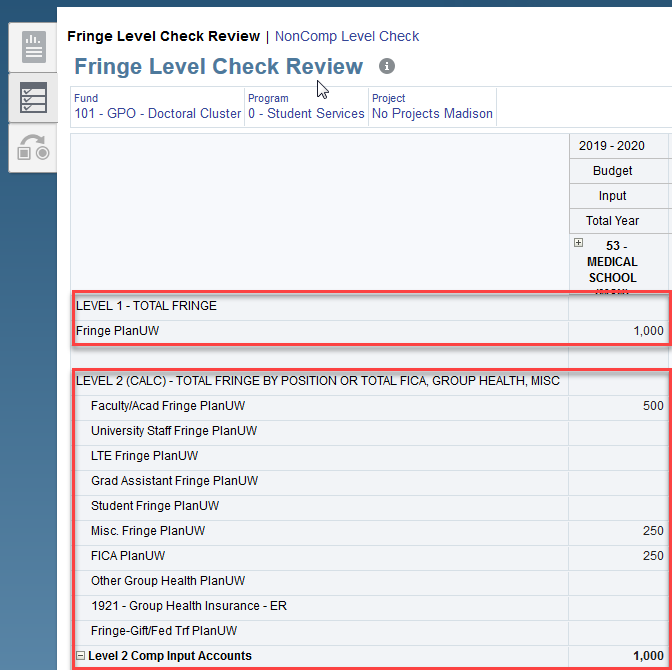 Fringe Level Check Review | NonComp Level Check
Fringe Level Check Review
Fund Program Project
101 - GPO - Doctoral Cluster 0 - Student Services No Projects Madison
2019 - 2020
Budget
Input
Total Year
53 -
MEDICAL
SCHOOL
LEVEL 1 - TOTAL FRINGE
Fringe PlanUW 1,000
LEVEL 2 (CALC) - TOTAL FRINGE BY POSITION OR TOTAL FICA, GROUP HEALTH, MISC
Faculty/Acad Fringe PlanUW 500
University Staff Fringe PlanUW
LTE Fringe PlanUW
Grad Assistant Fringe PlanUW
Student Fringe PlanUW
Misc. Fringe PlanUW 250
FICA PlanUW 250
Other Group Health PlanUW
1921 - Group Health Insurance - ER
Fringe-Gift/Fed Trf PlanUW
Level 2 Comp Input Accounts 1,000